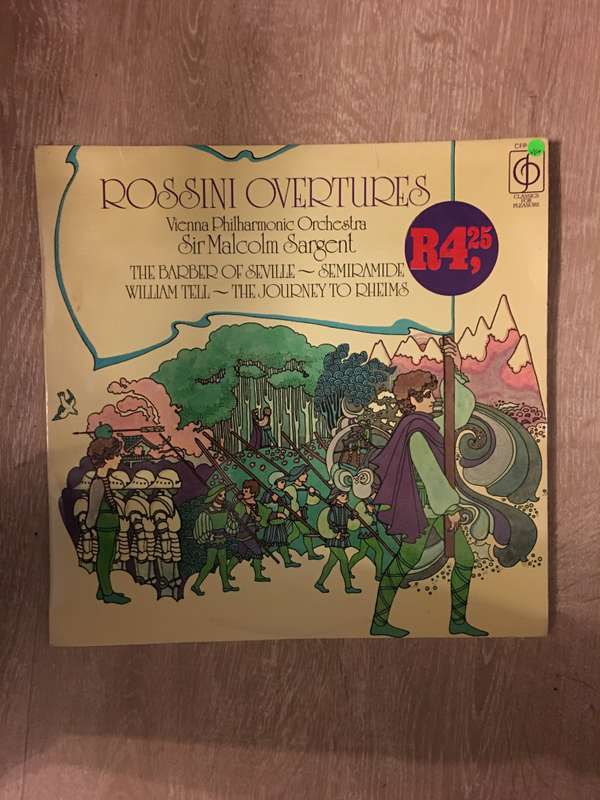 ROSSINI OVERTURES
Vienna Philharmonic Orchestra
Sir Malcolm Sargent
THE BARBER OF SEVILLE ~ SEMIRAMIDE
WILLIAM TELL ~ THE JOURNEY TO RHEIMS
R4,25
CFP
CLASSICS
FOR
PLEASURE